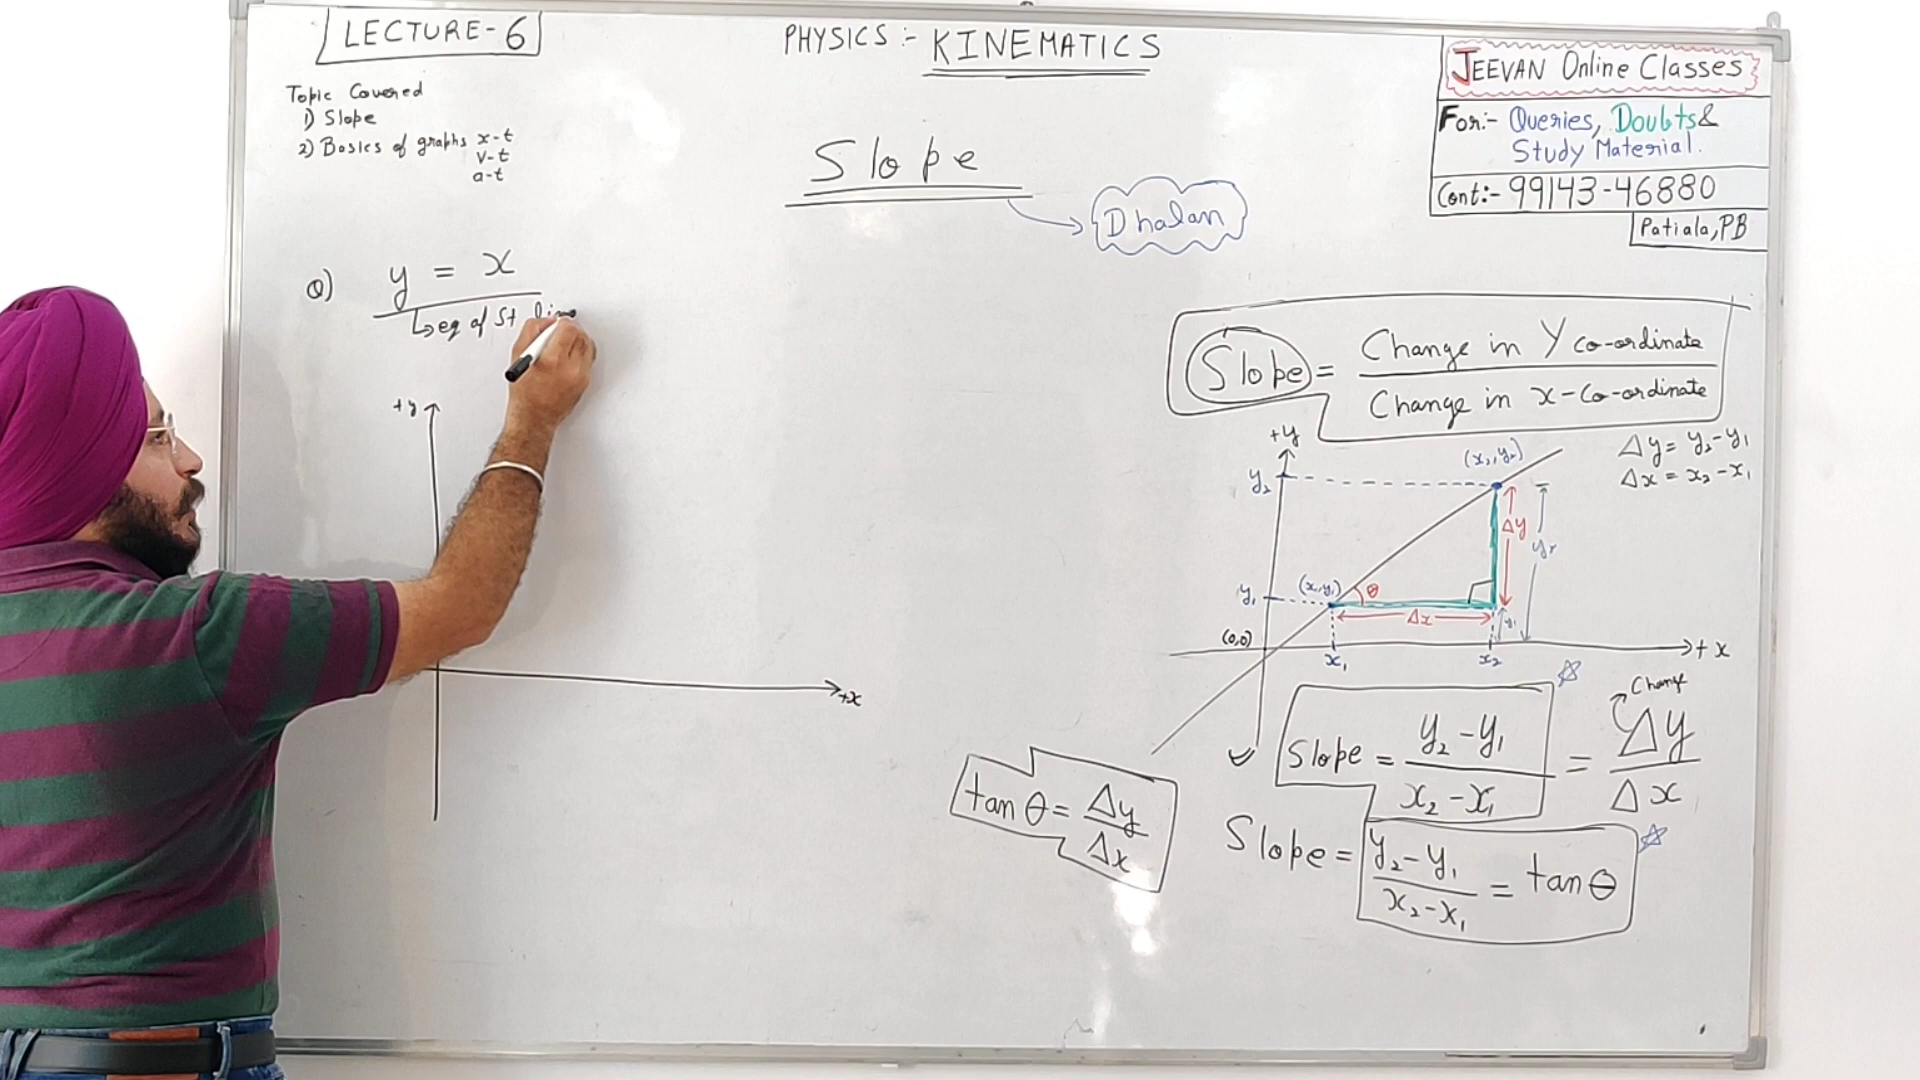 LECTURE-6
PHYSICS:- KINEMATICS
JEEVAN Online Classes
For:- Queries, Doubts &
Study Material.
Cont:- 99143-46880
Patiala, PB
Topic Covered
1) Slope
2) Basics of graphs x-t
v-t
a-t
Slope
Dhalan
Q) y = x
↳ eq of St line
+y
+x
Slope = Change in Y co-ordinate
Change in x-Co-ordinate
+y
y₂
(x₂, y₂)
Δy = y₂-y₁
Δx = x₂-x₁
Δy
y₂
y₁
(x₁, y₁)
θ
Δx
y₁
(0,0)
x₁
x₂
+x
Change
Slope = y₂-y₁ / x₂-x₁ = Δy / Δx
tan θ = Δy / Δx
Slope = y₂-y₁ / x₂-x₁ = tan θ